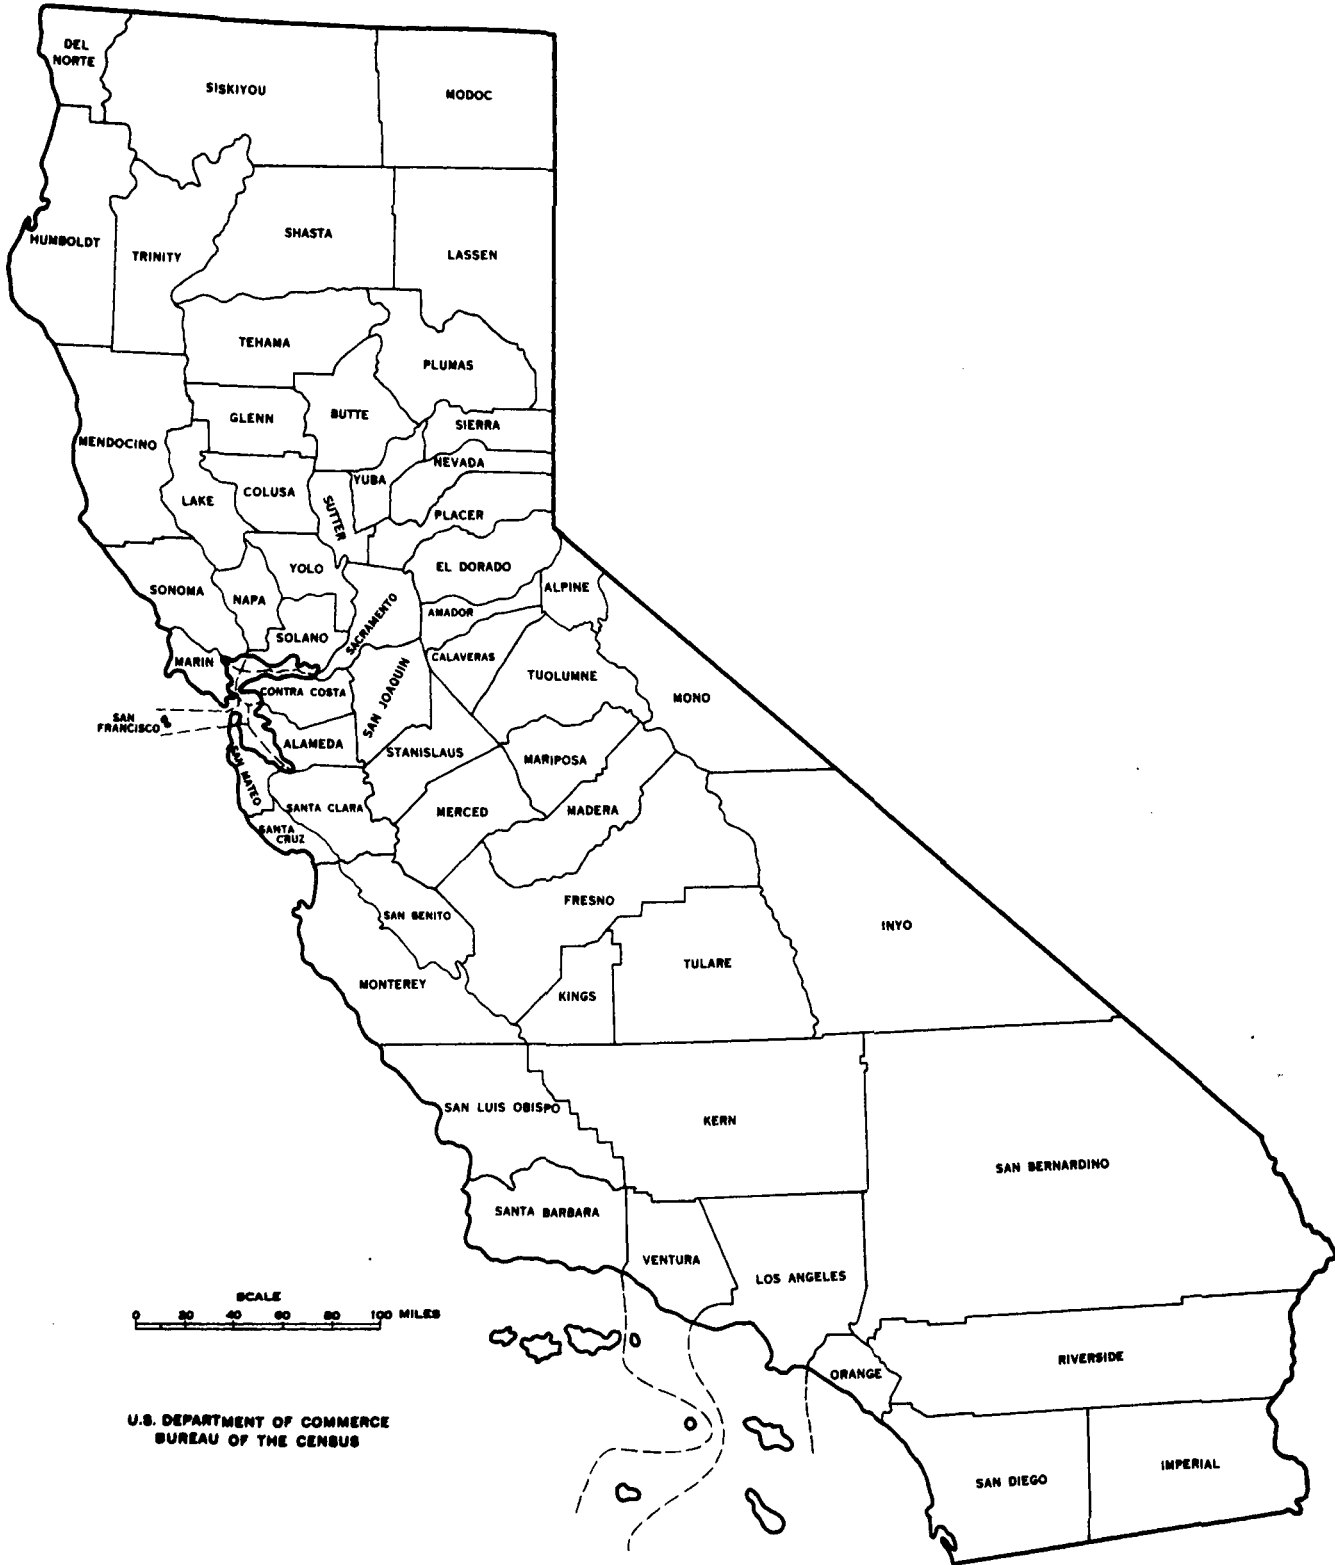 DEL
NORTE
SISKIYOU
MODOC
HUMBOLDT
TRINITY
SHASTA
LASSEN
TEHAMA
PLUMAS
GLENN
BUTTE
SIERRA
MENDOCINO
NEVADA
LAKE
COLUSA
SUTTER
YUBA
PLACER
SONOMA
NAPA
YOLO
EL DORADO
ALPINE
SACRAMENTO
AMADOR
SOLANO
MARIN
CALAVERAS
TUOLUMNE
CONTRA COSTA
SAN JOAQUIN
MONO
SAN
FRANCISCO
ALAMEDA
STANISLAUS
MARIPOSA
SAN MATEO
SANTA CLARA
MERCED
MADERA
SANTA
CRUZ
FRESNO
SAN BENITO
INYO
TULARE
MONTEREY
KINGS
SAN LUIS OBISPO
KERN
SAN BERNARDINO
SANTA BARBARA
VENTURA
LOS ANGELES
SCALE
0 20 40 60 80 100 MILES
RIVERSIDE
ORANGE
U.S. DEPARTMENT OF COMMERCE
BUREAU OF THE CENSUS
SAN DIEGO
IMPERIAL